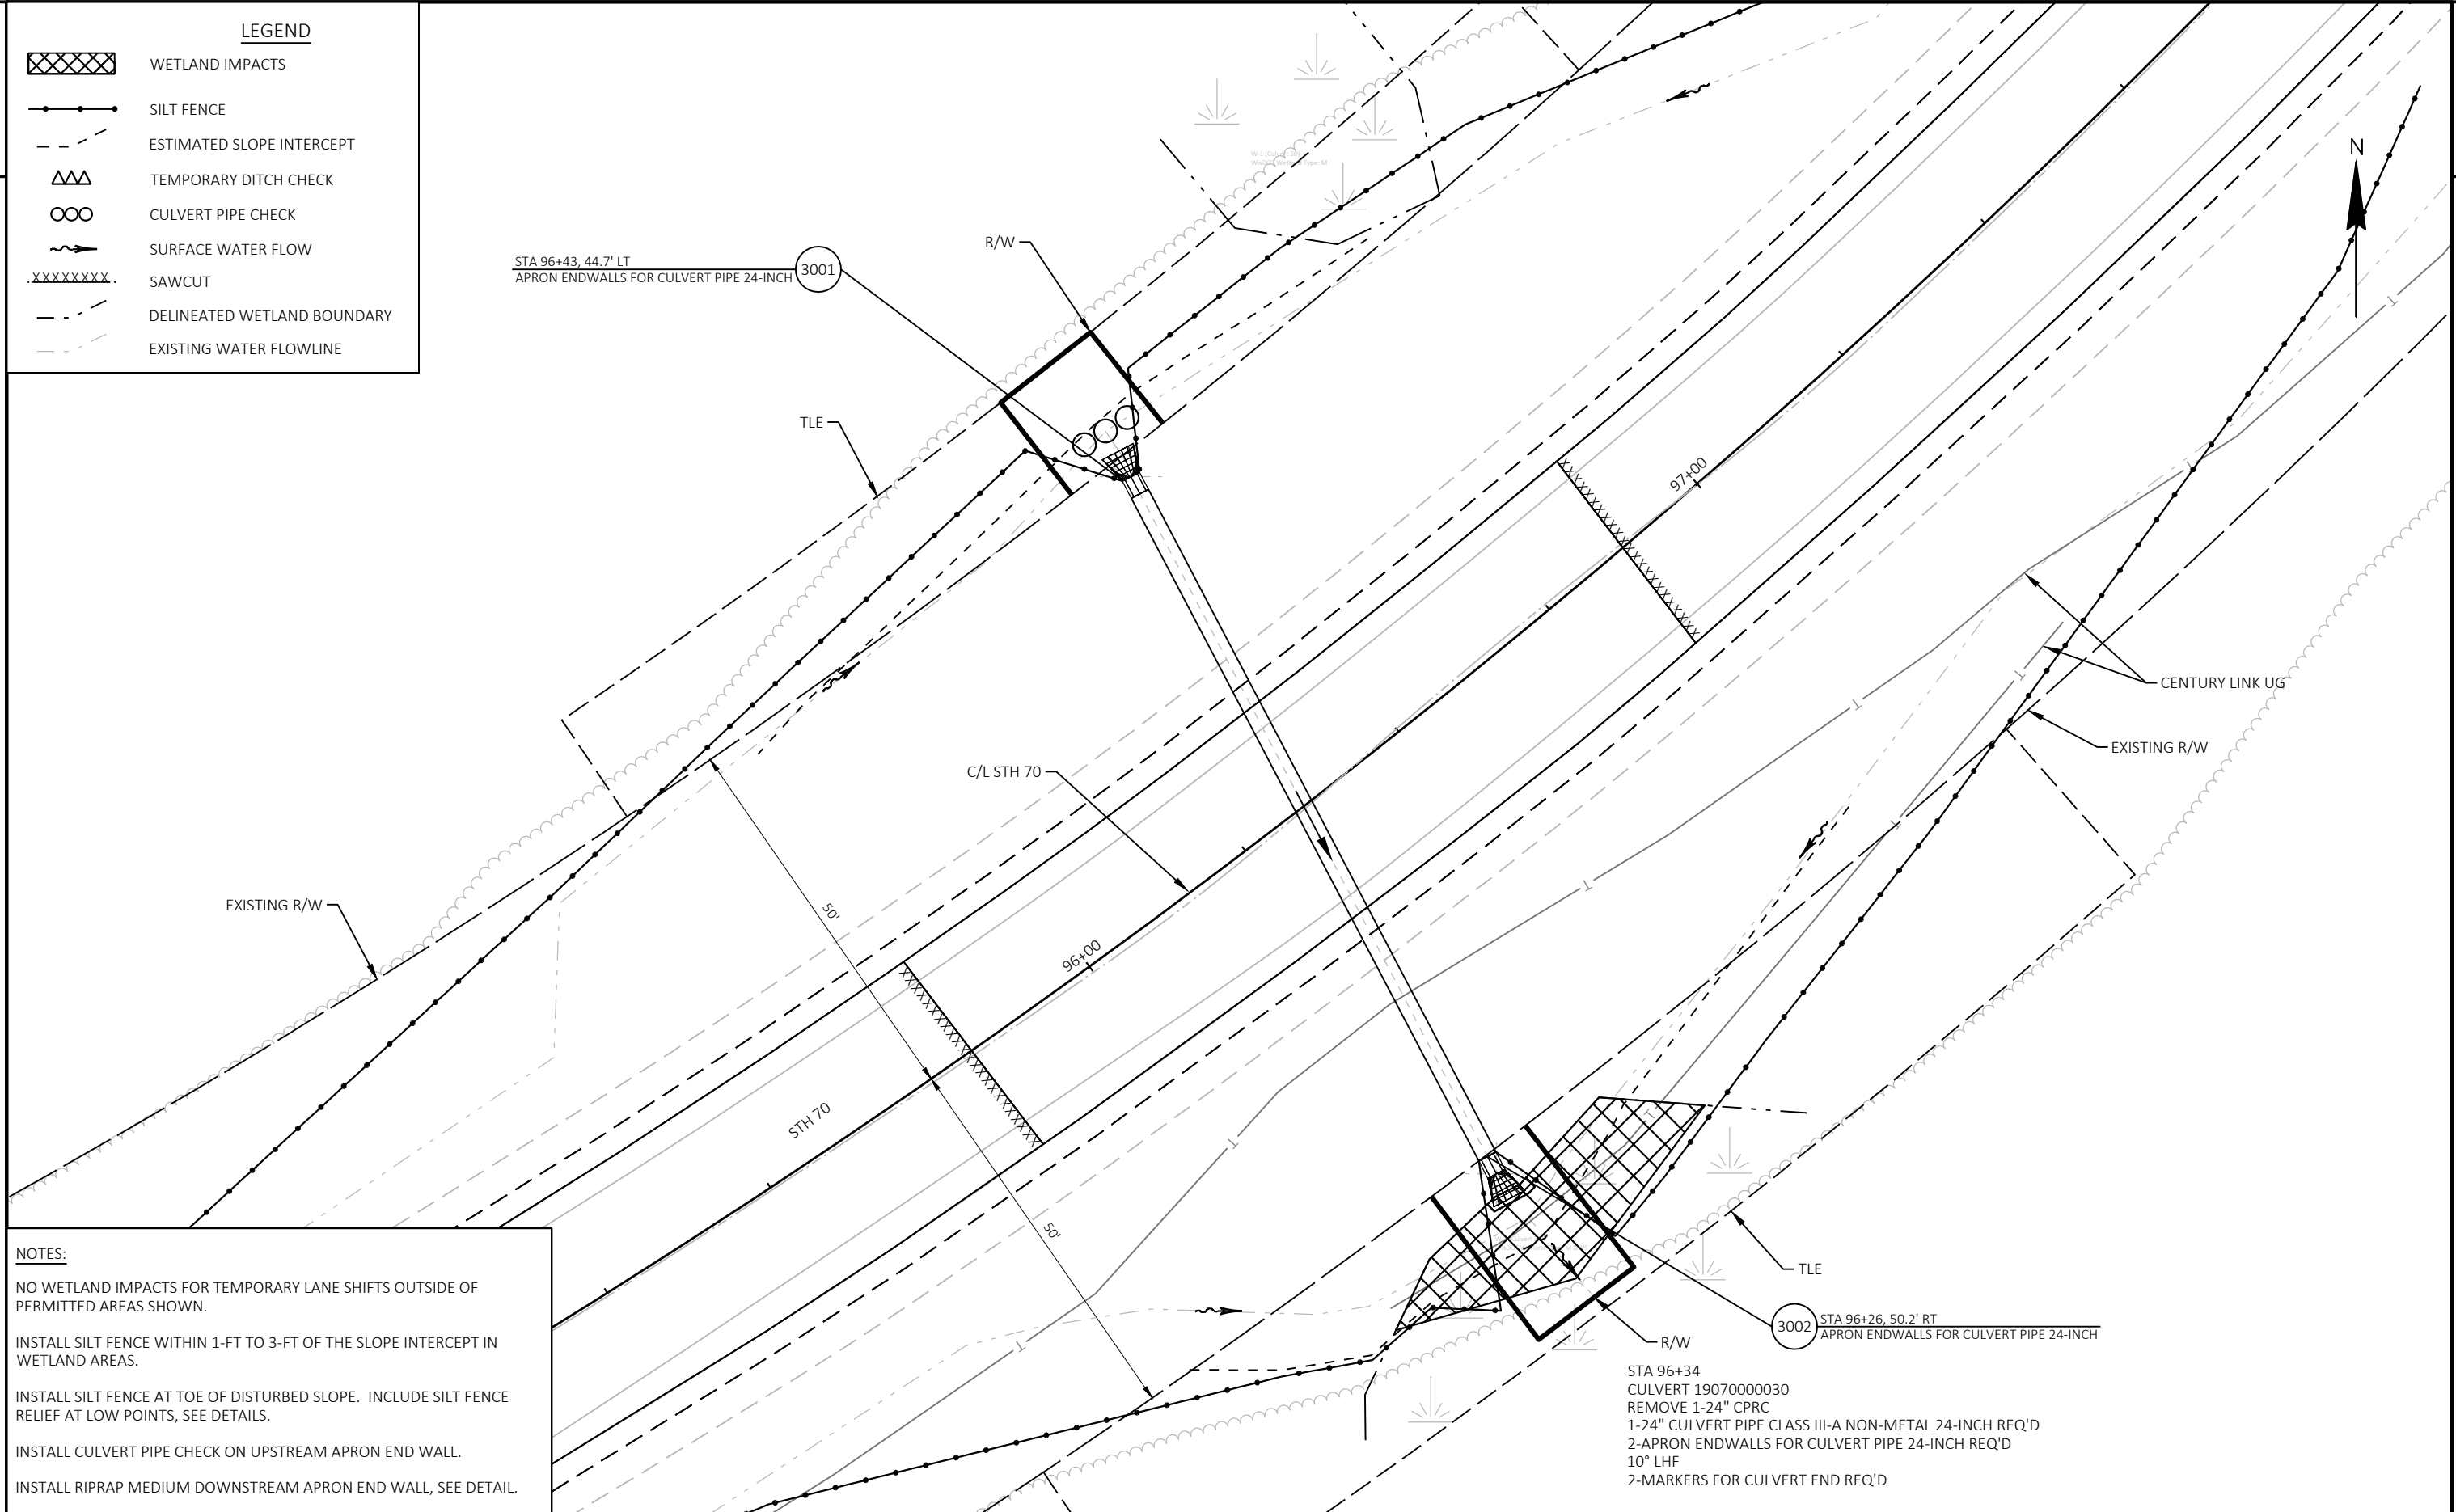 LEGEND
WETLAND IMPACTS
SILT FENCE
ESTIMATED SLOPE INTERCEPT
TEMPORARY DITCH CHECK
CULVERT PIPE CHECK
SURFACE WATER FLOW
XXXXXXXX
SAWCUT
DELINEATED WETLAND BOUNDARY
EXISTING WATER FLOWLINE
N
R/W
STA 96+43, 44.7' LT
APRON ENDWALLS FOR CULVERT PIPE 24-INCH
3001
TLE
97+00
CENTURY LINK UG
EXISTING R/W
C/L STH 70
EXISTING R/W
50'
96+00
STH 70
50'
TLE
3002
STA 96+26, 50.2' RT
APRON ENDWALLS FOR CULVERT PIPE 24-INCH
R/W
STA 96+34
CULVERT 19070000030
REMOVE 1-24" CPRC
1-24" CULVERT PIPE CLASS III-A NON-METAL 24-INCH REQ'D
2-APRON ENDWALLS FOR CULVERT PIPE 24-INCH REQ'D
10° LHF
2-MARKERS FOR CULVERT END REQ'D
NOTES:
NO WETLAND IMPACTS FOR TEMPORARY LANE SHIFTS OUTSIDE OF
PERMITTED AREAS SHOWN.
INSTALL SILT FENCE WITHIN 1-FT TO 3-FT OF THE SLOPE INTERCEPT IN
WETLAND AREAS.
INSTALL SILT FENCE AT TOE OF DISTURBED SLOPE. INCLUDE SILT FENCE
RELIEF AT LOW POINTS, SEE DETAILS.
INSTALL CULVERT PIPE CHECK ON UPSTREAM APRON END WALL.
INSTALL RIPRAP MEDIUM DOWNSTREAM APRON END WALL, SEE DETAIL.